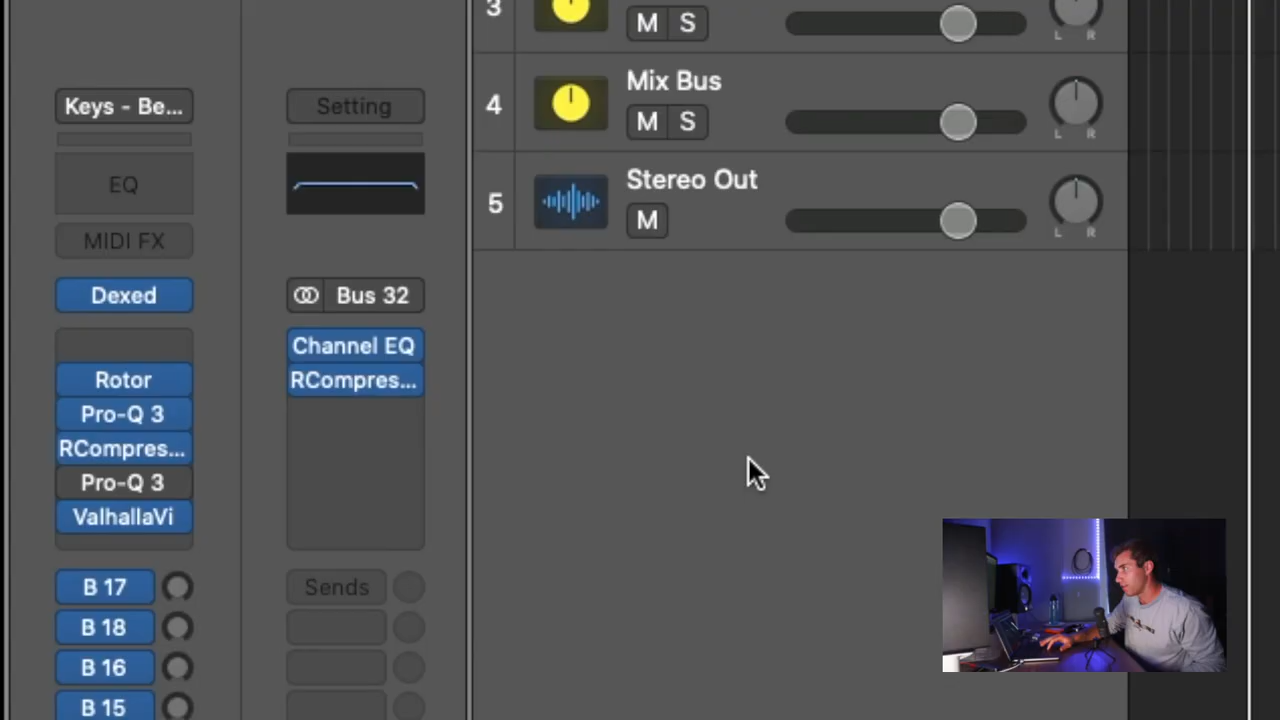 Keys - Be...
EQ
MIDI FX
Dexed
Rotor
Pro-Q 3
RCompres...
Pro-Q 3
ValhallaVi
B 17
B 18
B 16
B 15
Setting
Bus 32
Channel EQ
RCompres...
Sends
3
M S
L R
4
Mix Bus
M S
L R
5
Stereo Out
M
L R